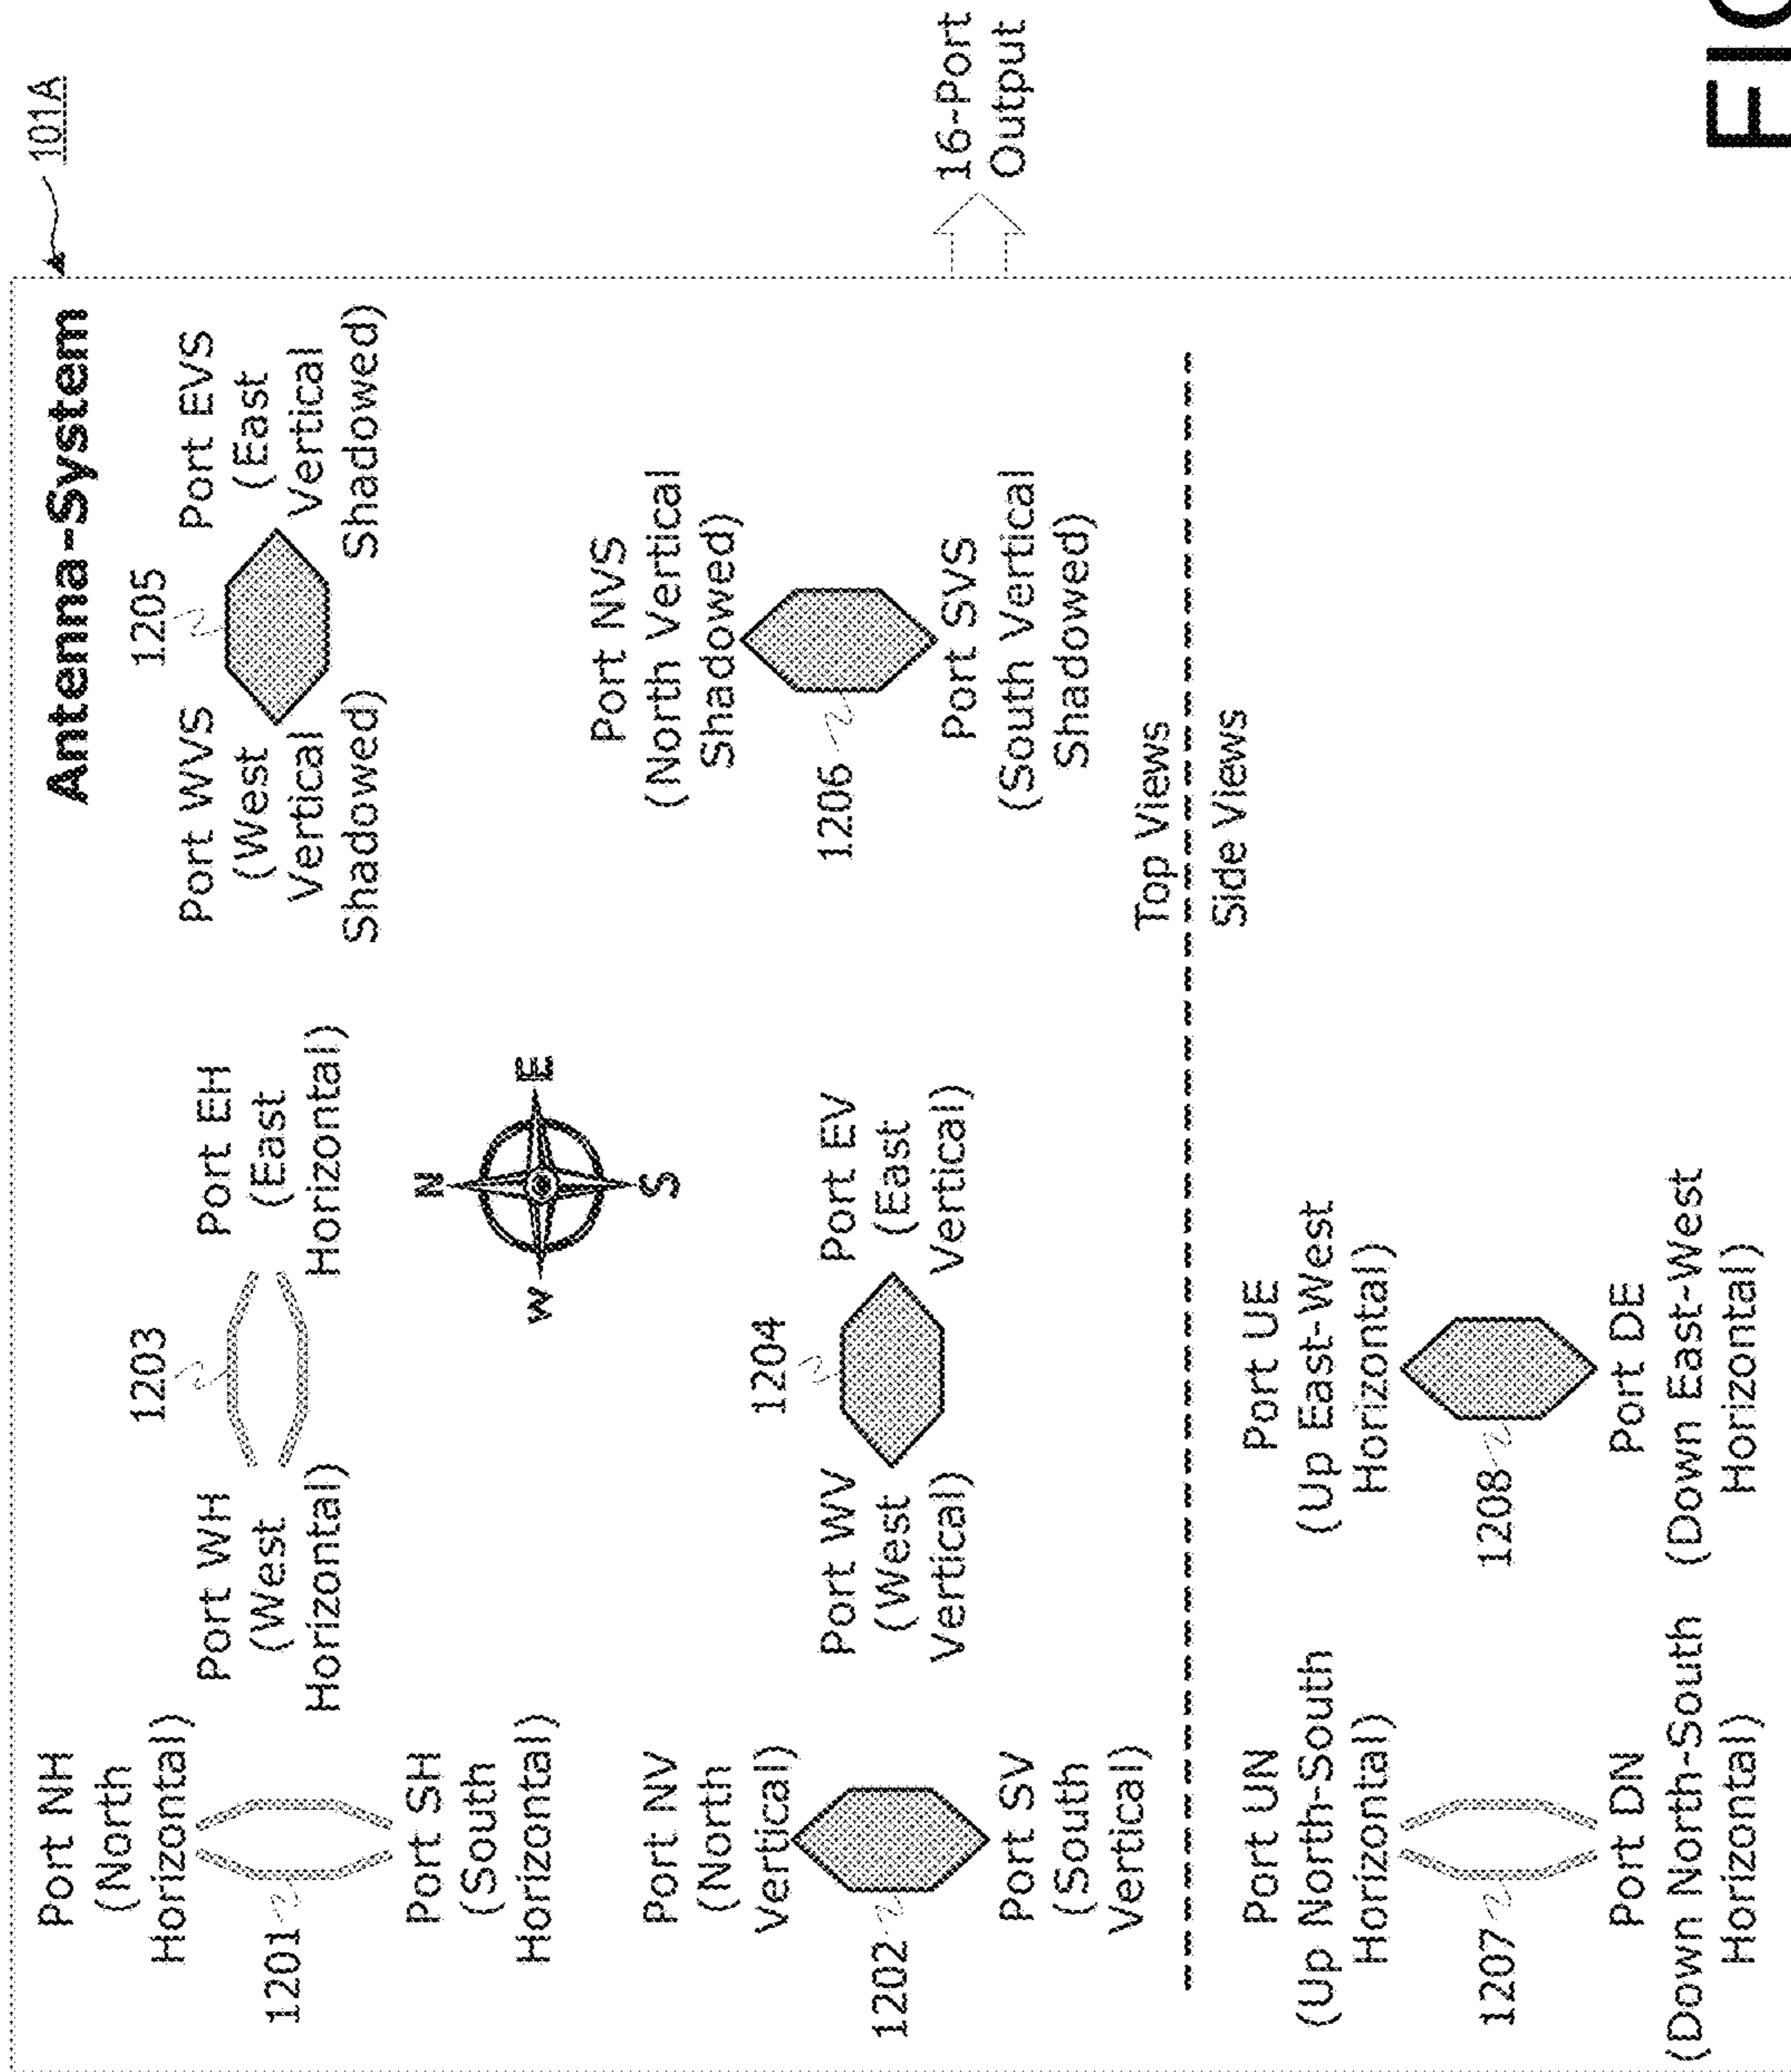 101A
Antenna-System
Port NH
(North
Horizontal)
1201
Port SH
(South
Horizontal)
1203
Port WH
(West
Horizontal)
Port EH
(East
Horizontal)
1205
Port WVS
(West
Vertical
Shadowed)
Port EVS
(East
Vertical
Shadowed)
N
W
E
S
Port NV
(North
Vertical)
1202
Port SV
(South
Vertical)
1204
Port WV
(West
Vertical)
Port EV
(East
Vertical)
Port NVS
(North Vertical
Shadowed)
1206
Port SVS
(South Vertical
Shadowed)
16-Port
Output
Top Views
Side Views
Port UN
(Up North-South
Horizontal)
1207
Port DN
(Down North-South
Horizontal)
Port UE
(Up East-West
Horizontal)
1208
Port DE
(Down East-West
Horizontal)